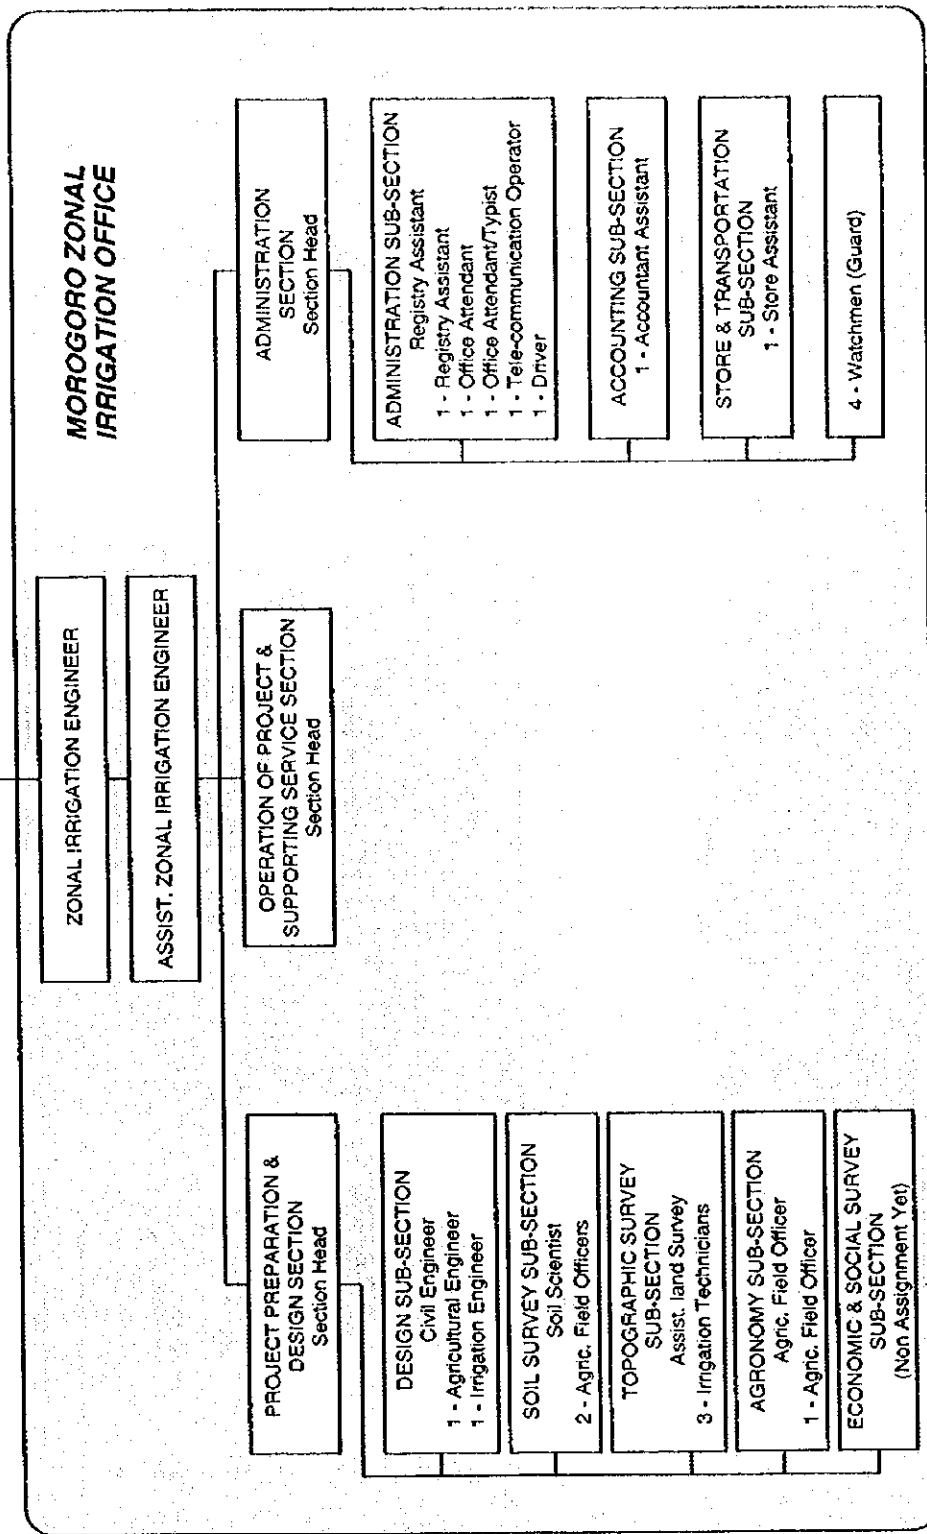 MOROGORO ZONAL
IRRIGATION OFFICE
ZONAL IRRIGATION ENGINEER
ASSIST. ZONAL IRRIGATION ENGINEER
PROJECT PREPARATION &
DESIGN SECTION
Section Head
OPERATION OF PROJECT &
SUPPORTING SERVICE SECTION
Section Head
ADMINISTRATION
SECTION
Section Head
DESIGN SUB-SECTION
Civil Engineer
1 - Agricultural Engineer
1 - Irrigation Engineer
SOIL SURVEY SUB-SECTION
Soil Scientist
2 - Agric. Field Officers
TOPOGRAPHIC SURVEY
SUB-SECTION
Assist. land Survey
3 - Irrigation Technicians
AGRONOMY SUB-SECTION
Agric. Field Officer
1 - Agric. Field Officer
ECONOMIC & SOCIAL SURVEY
SUB-SECTION
(Non Assignment Yet)
ADMINISTRATION SUB-SECTION
Registry Assistant
1 - Registry Assistant
1 - Office Attendant
1 - Office Attendant/Typist
1 - Tele-communication Operator
1 - Driver
ACCOUNTING SUB-SECTION
1 - Accountant Assistant
STORE & TRANSPORTATION
SUB-SECTION
1 - Store Assistant
4 - Watchmen (Guard)